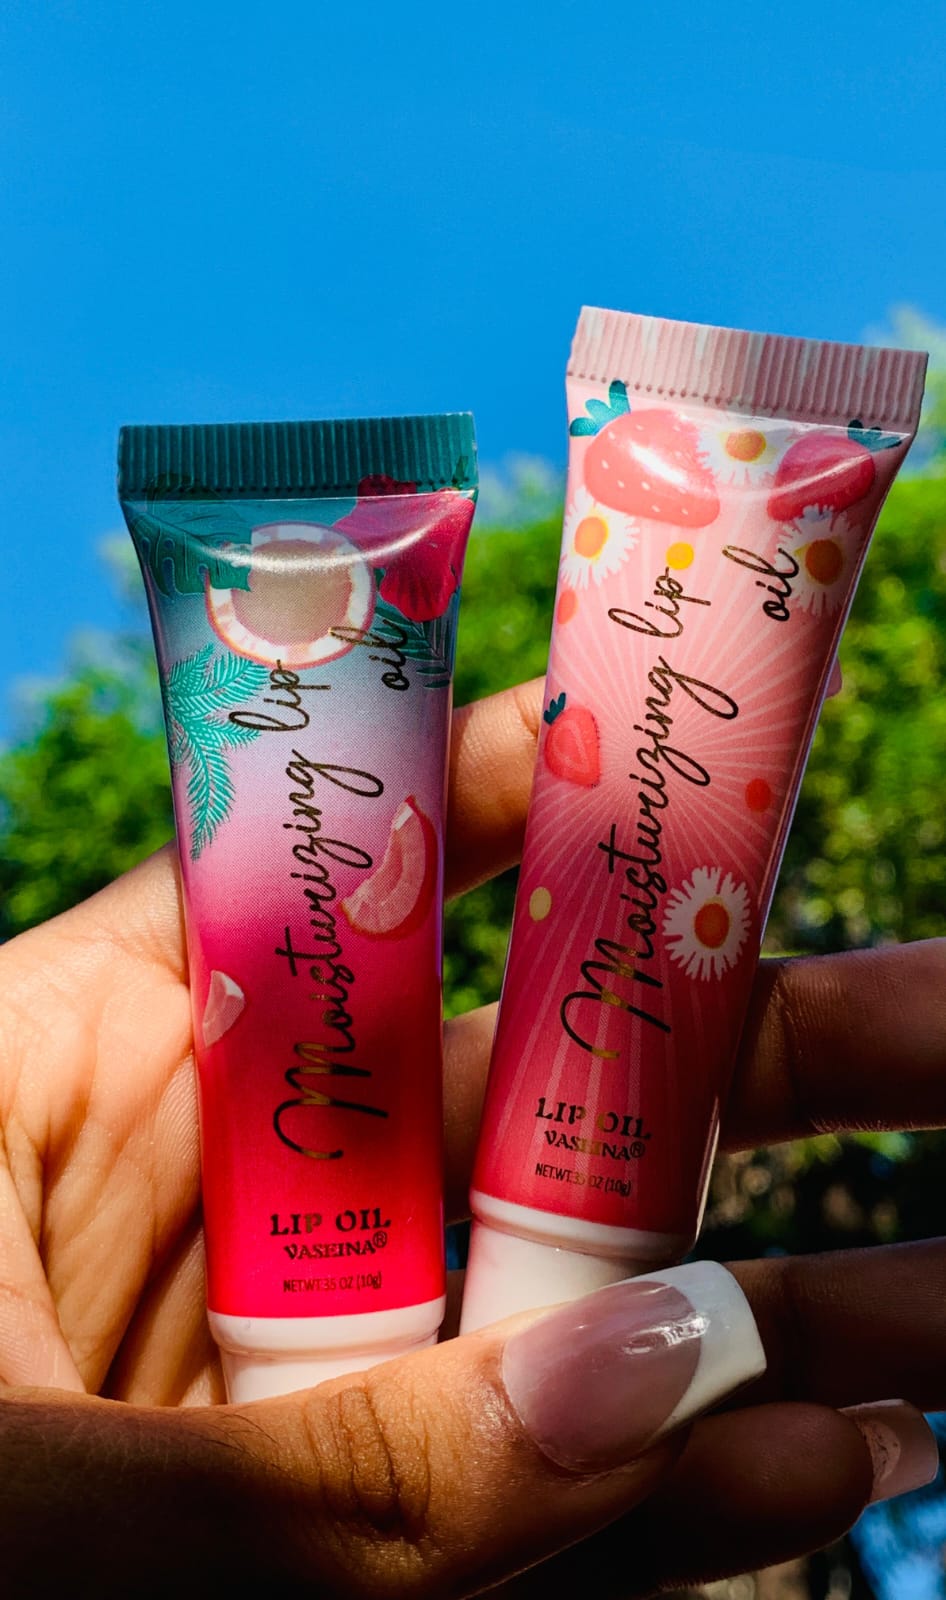 Moisturizing lip
oil
LIP OIL
VASEINA®
NET.WT.35 OZ (10g)
Moisturizing lip
oil
LIP OIL
VASEINA®
NET.WT.35 OZ (10g)